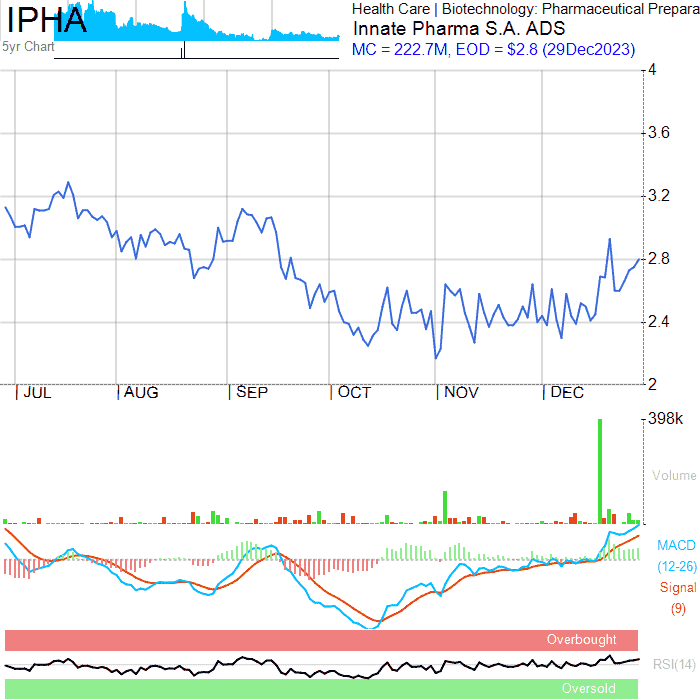 IPHA
5yr Chart
Health Care | Biotechnology: Pharmaceutical Prepara
Innate Pharma S.A. ADS
MC = 222.7M, EOD = $2.8 (29Dec2023)
4
3.6
3.2
2.8
2.4
2
JUL AUG SEP OCT NOV DEC
398k
Volume
MACD
(12-26)
Signal
(9)
Overbought
RSI(14)
Oversold